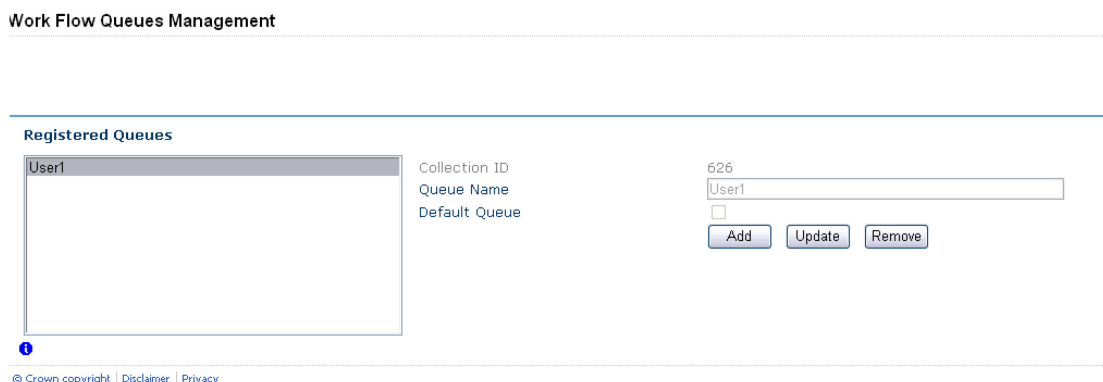 Work Flow Queues Management
Registered Queues
User1
Collection ID 626
Queue Name User1
Default Queue
Add Update Remove
© Crown copyright | Disclaimer | Privacy